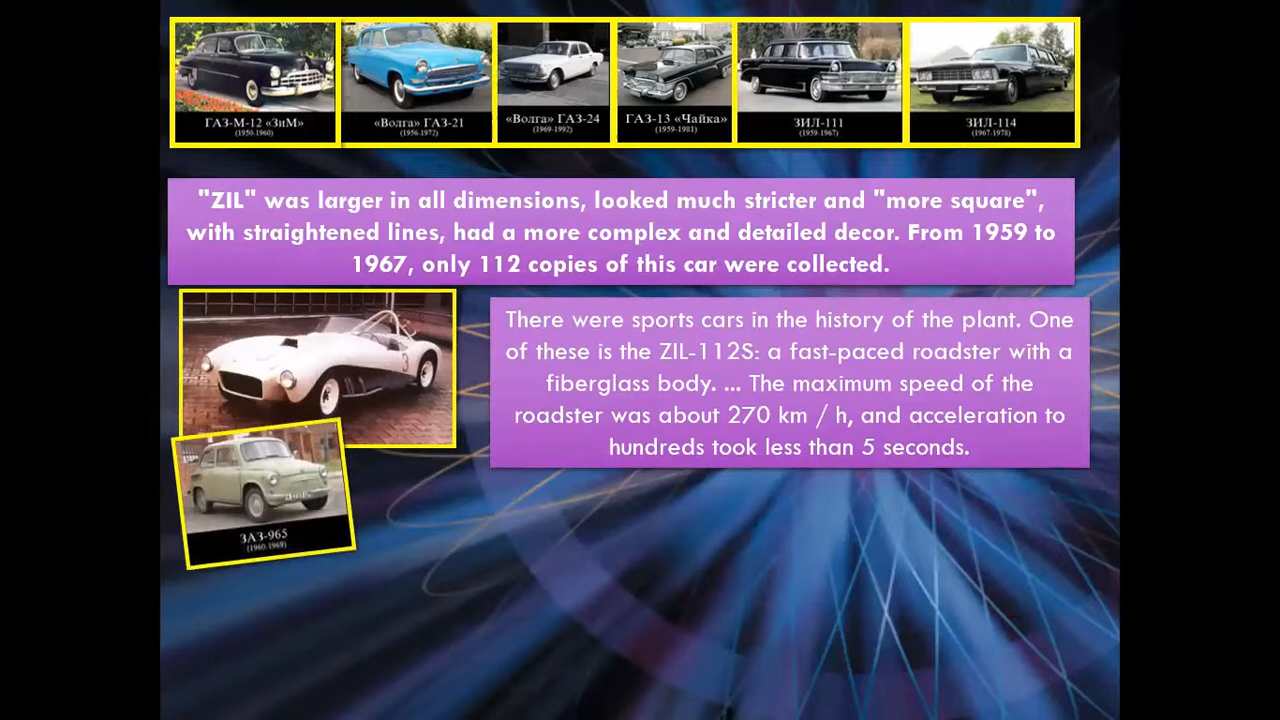 ГАЗ-М-12 «ЗиМ»
(1950-1960)
«Волга» ГАЗ-21
(1956-1972)
«Волга» ГАЗ-24
(1969-1992)
ГАЗ-13 «Чайка»
(1959-1981)
ЗИЛ-111
(1959-1967)
ЗИЛ-114
(1967-1978)
"ZIL" was larger in all dimensions, looked much stricter and "more square",
with straightened lines, had a more complex and detailed decor. From 1959 to
1967, only 112 copies of this car were collected.
3
There were sports cars in the history of the plant. One
of these is the ZIL-112S: a fast-paced roadster with a
fiberglass body. ... The maximum speed of the
roadster was about 270 km / h, and acceleration to
hundreds took less than 5 seconds.
ЗАЗ-965
(1960-1969)